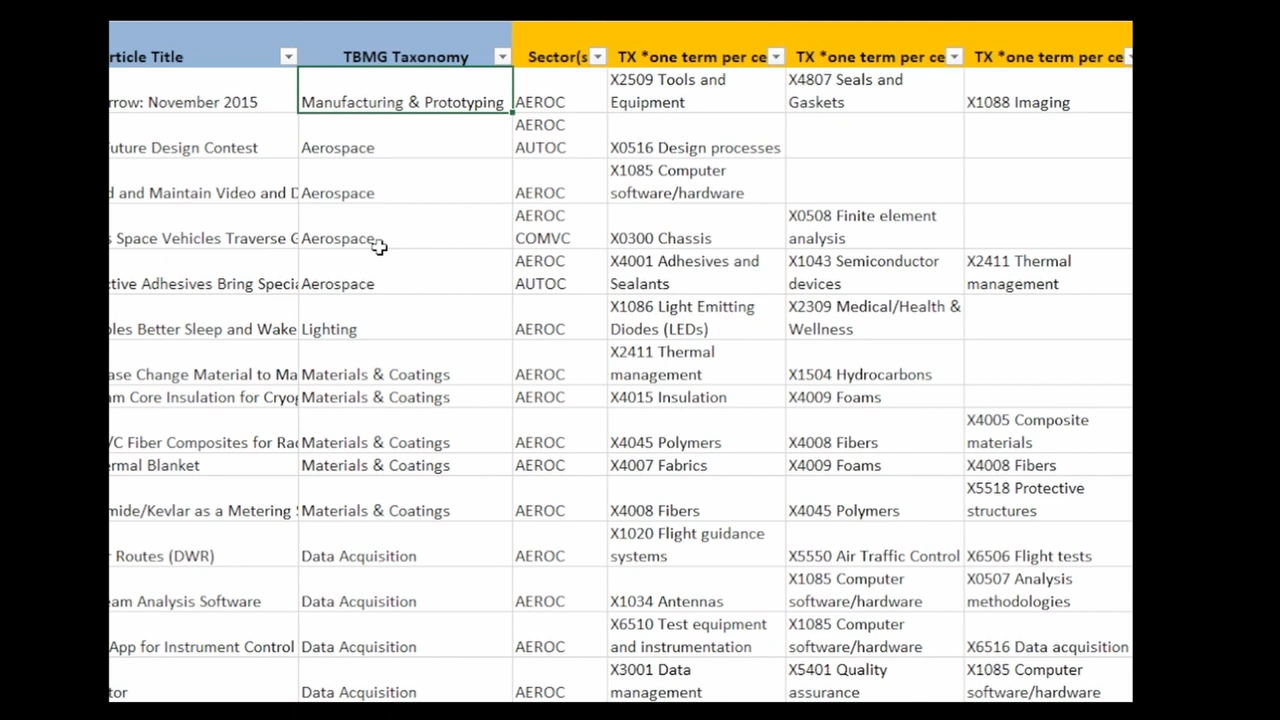 rticle Title TBMG Taxonomy Sector(s TX *one term per ce TX *one term per ce TX *one term per ce
rrow: November 2015 Manufacturing & Prototyping AEROC X2509 Tools and Equipment X4807 Seals and Gaskets X1088 Imaging
uture Design Contest Aerospace AEROC AUTOC X0516 Design processes
d and Maintain Video and D Aerospace AEROC X1085 Computer software/hardware
s Space Vehicles Traverse G Aerospace AEROC COMVC X0300 Chassis X0508 Finite element analysis
ctive Adhesives Bring Specia Aerospace AEROC AUTOC X4001 Adhesives and Sealants X1043 Semiconductor devices X2411 Thermal management
bles Better Sleep and Wake Lighting AEROC X1086 Light Emitting Diodes (LEDs) X2309 Medical/Health & Wellness
ase Change Material to Ma Materials & Coatings AEROC X2411 Thermal management X1504 Hydrocarbons
am Core Insulation for Cryog Materials & Coatings AEROC X4015 Insulation X4009 Foams
/C Fiber Composites for Rad Materials & Coatings AEROC X4045 Polymers X4008 Fibers X4005 Composite materials
ermal Blanket Materials & Coatings AEROC X4007 Fabrics X4009 Foams X4008 Fibers
mide/Kevlar as a Metering S Materials & Coatings AEROC X4008 Fibers X4045 Polymers X5518 Protective structures
r Routes (DWR) Data Acquisition AEROC X1020 Flight guidance systems X5550 Air Traffic Control X6506 Flight tests
eam Analysis Software Data Acquisition AEROC X1034 Antennas X1085 Computer software/hardware X0507 Analysis methodologies
App for Instrument Control Data Acquisition AEROC X6510 Test equipment and instrumentation X1085 Computer software/hardware X6516 Data acquisition
tor Data Acquisition AEROC X3001 Data management X5401 Quality assurance X1085 Computer software/hardware